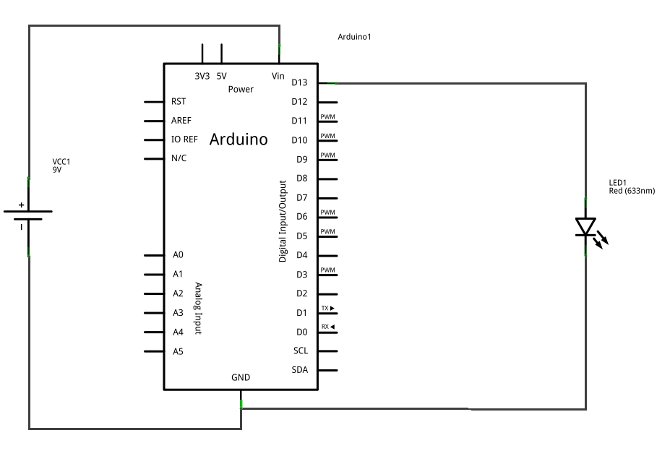 Arduino1
3V3 5V Vin
Power
D13
RST
D12
AREF
D11 PWM
IO REF
Arduino
D10 PWM
N/C
D9 PWM
VCC1
9V
D8
LED1
Red (633nm)
D7
+
D6 PWM
Digital Input/Output
D5 PWM
A0
D4
A1
D3 PWM
A2
D2
Analog Input
A3
D1 TX ►
A4
D0 RX ◄
A5
SCL
SDA
GND